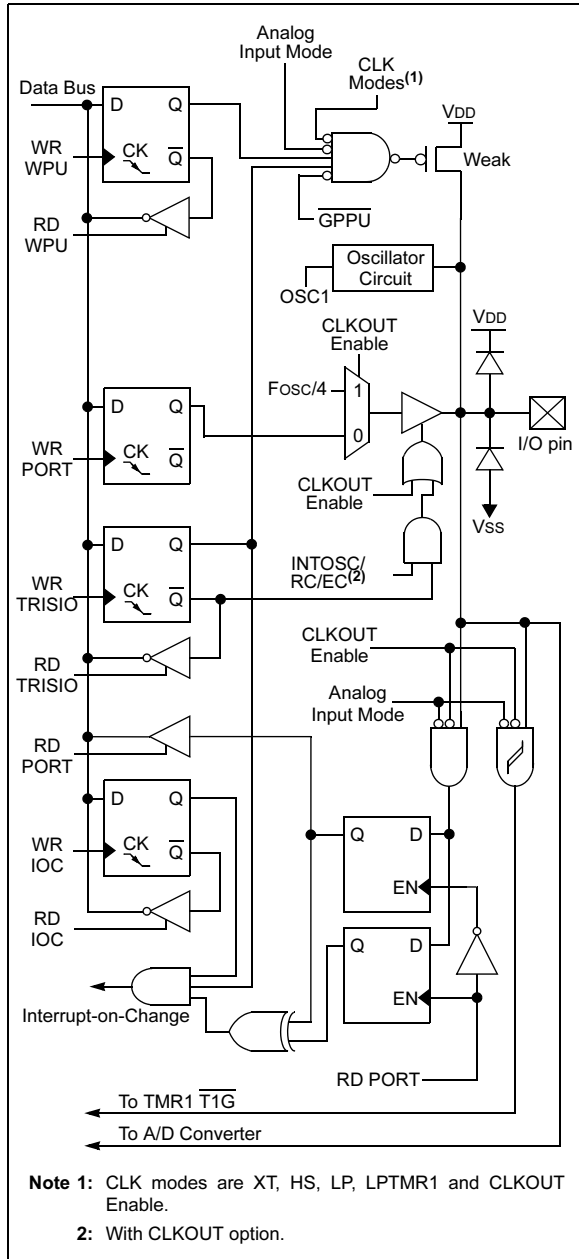 Analog
Input Mode
CLK
Modes(1)
Data Bus
D Q
VDD
WR
WPU
CK Q
Weak
GPPU
RD
WPU
Oscillator
Circuit
OSC1
CLKOUT
Enable
VDD
FOSC/4
1
D Q
0
I/O pin
WR
PORT
CK Q
CLKOUT
Enable
VSS
D Q
INTOSC/
RC/EC(2)
WR
TRISIO
CK Q
CLKOUT
Enable
RD
TRISIO
Analog
Input Mode
RD
PORT
D Q
WR
IOC
CK Q
Q D
EN
RD
IOC
Q D
EN
Interrupt-on-Change
RD PORT
To TMR1 T1G
To A/D Converter
Note 1: CLK modes are XT, HS, LP, LPTMR1 and CLKOUT
Enable.
2: With CLKOUT option.